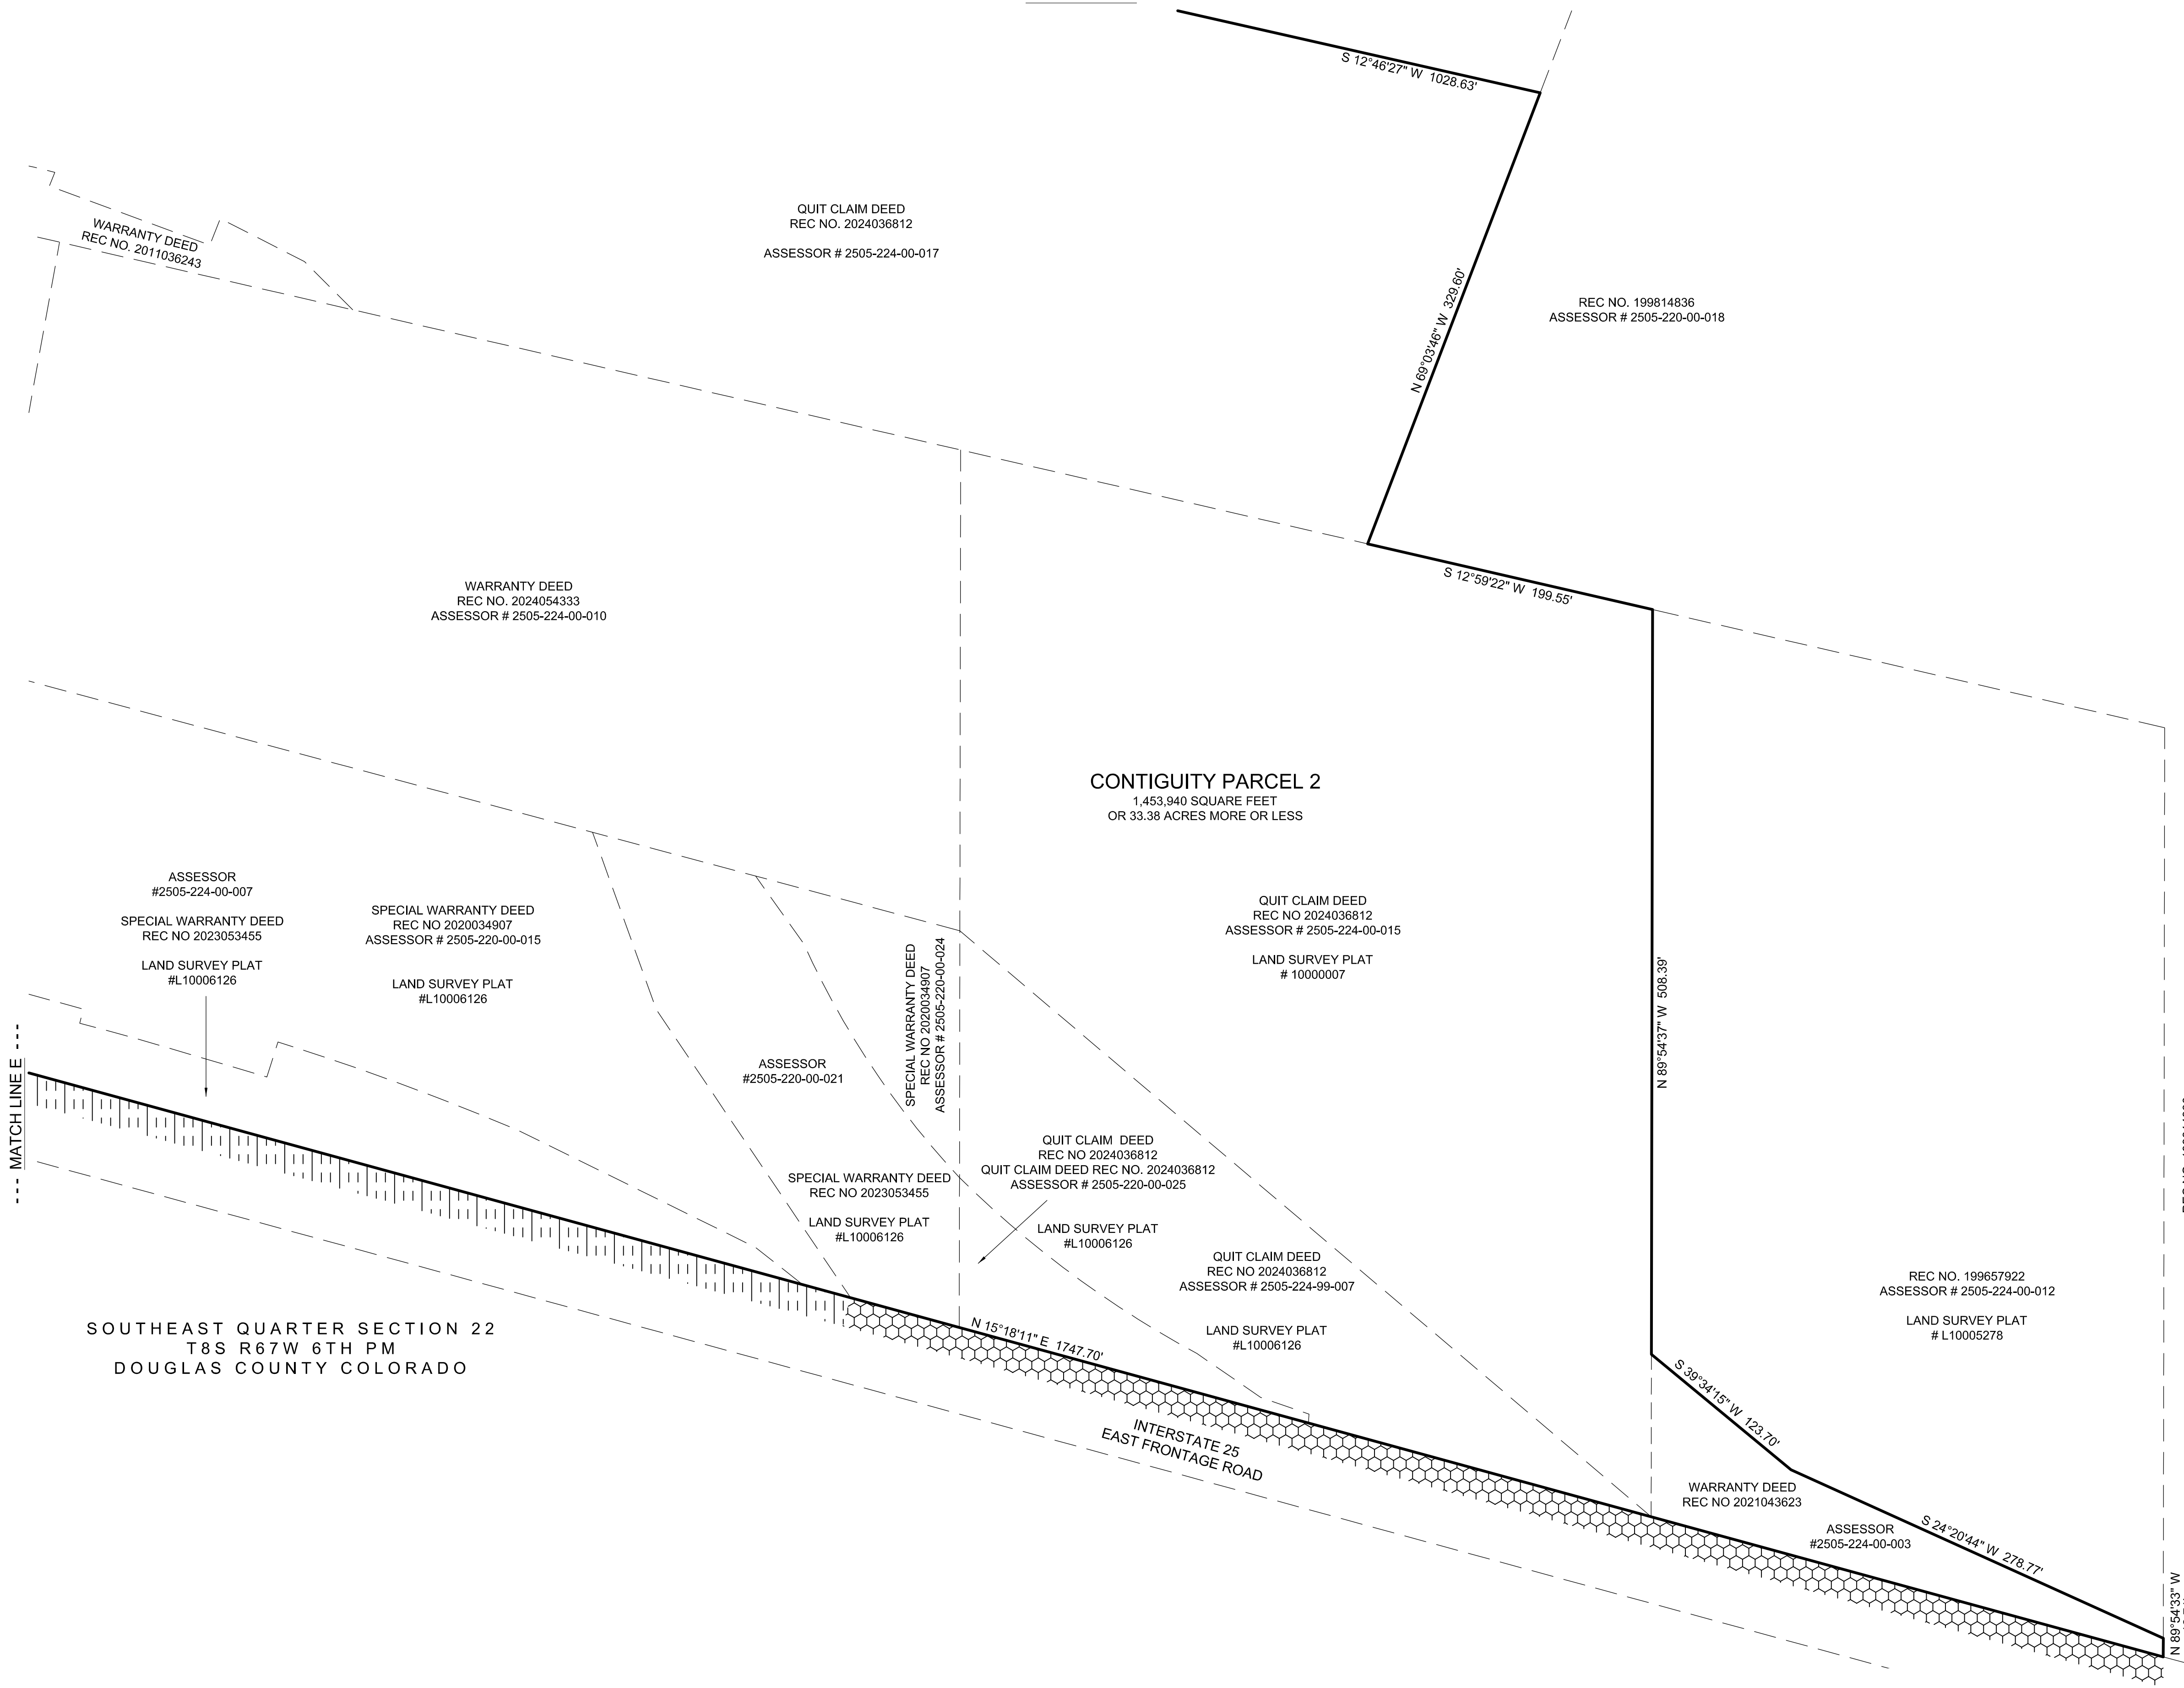 S 12°46'27" W 1028.63'
WARRANTY DEED
REC NO. 2011036243
QUIT CLAIM DEED
REC NO. 2024036812
ASSESSOR # 2505-224-00-017
N 69°03'46" W 329.60'
REC NO. 199814836
ASSESSOR # 2505-220-00-018
WARRANTY DEED
REC NO. 2024054333
ASSESSOR # 2505-224-00-010
S 12°59'22" W 199.55'
CONTIGUITY PARCEL 2
1,453,940 SQUARE FEET
OR 33.38 ACRES MORE OR LESS
ASSESSOR
#2505-224-00-007
SPECIAL WARRANTY DEED
REC NO 2023053455
LAND SURVEY PLAT
#L10006126
SPECIAL WARRANTY DEED
REC NO 2020034907
ASSESSOR # 2505-220-00-015
LAND SURVEY PLAT
#L10006126
ASSESSOR
#2505-220-00-021
SPECIAL WARRANTY DEED
REC NO 2023053455
LAND SURVEY PLAT
#L10006126
SPECIAL WARRANTY DEED
REC NO 2020034907
ASSESSOR # 2505-220-00-024
QUIT CLAIM DEED
REC NO 2024036812
ASSESSOR # 2505-224-00-015
LAND SURVEY PLAT
# 10000007
N 89°54'37" W 508.39'
QUIT CLAIM DEED
REC NO 2024036812
QUIT CLAIM DEED REC NO. 2024036812
ASSESSOR # 2505-220-00-025
LAND SURVEY PLAT
#L10006126
QUIT CLAIM DEED
REC NO 2024036812
ASSESSOR # 2505-224-99-007
LAND SURVEY PLAT
#L10006126
REC NO. 199657922
ASSESSOR # 2505-224-00-012
LAND SURVEY PLAT
# L10005278
--- MATCH LINE E ---
SOUTHEAST QUARTER SECTION 22
T8S R67W 6TH PM
DOUGLAS COUNTY COLORADO
N 15°18'11" E 1747.70'
INTERSTATE 25
EAST FRONTAGE ROAD
S 39°34'15" W 123.70'
WARRANTY DEED
REC NO 2021043623
ASSESSOR
#2505-224-00-003
S 24°20'44" W 278.77'
N 89°54'33" W